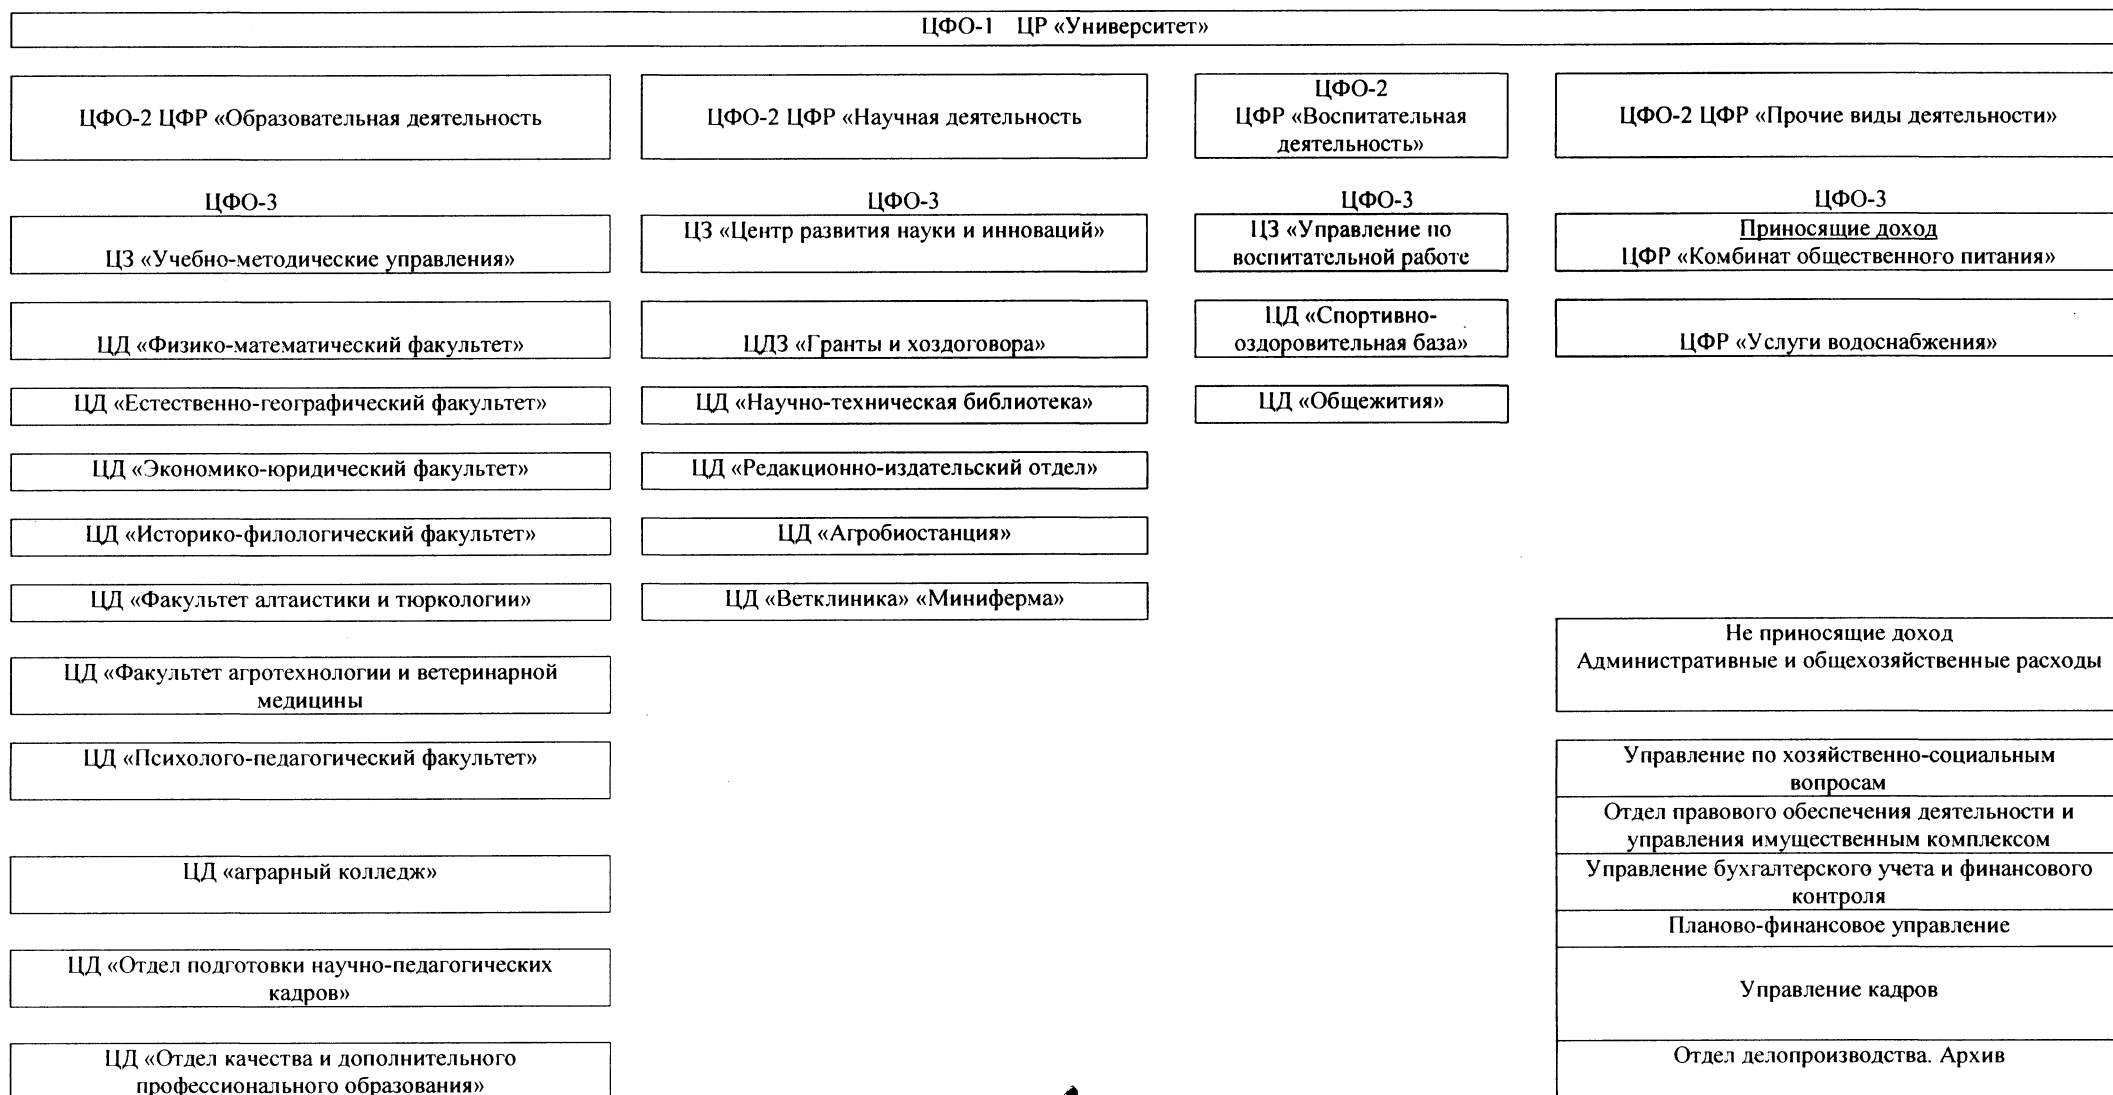 ЦФО-1 ЦР «Университет»
ЦФО-2 ЦФР «Образовательная деятельность
ЦФО-2 ЦФР «Научная деятельность
ЦФО-2
ЦФР «Воспитательная
деятельность»
ЦФО-2 ЦФР «Прочие виды деятельности»
ЦФО-3
ЦЗ «Учебно-методические управления»
ЦД «Физико-математический факультет»
ЦД «Естественно-географический факультет»
ЦД «Экономико-юридический факультет»
ЦД «Историко-филологический факультет»
ЦД «Факультет алтаистики и тюркологии»
ЦД «Факультет агротехнологии и ветеринарной
медицины
ЦД «Психолого-педагогический факультет»
ЦД «аграрный колледж»
ЦД «Отдел подготовки научно-педагогических
кадров»
ЦД «Отдел качества и дополнительного
профессионального образования»
ЦФО-3
ЦЗ «Центр развития науки и инноваций»
ЦДЗ «Гранты и хоздоговора»
ЦД «Научно-техническая библиотека»
ЦД «Редакционно-издательский отдел»
ЦД «Агробиостанция»
ЦД «Ветклиника» «Миниферма»
ЦФО-3
ЦЗ «Управление по
воспитательной работе
ЦД «Спортивно-
оздоровительная база»
ЦД «Общежития»
ЦФО-3
Приносящие доход
ЦФР «Комбинат общественного питания»
ЦФР «Услуги водоснабжения»
Не приносящие доход
Административные и общехозяйственные расходы
Управление по хозяйственно-социальным
вопросам
Отдел правового обеспечения деятельности и
управления имущественным комплексом
Управление бухгалтерского учета и финансового
контроля
Планово-финансовое управление
Управление кадров
Отдел делопроизводства. Архив